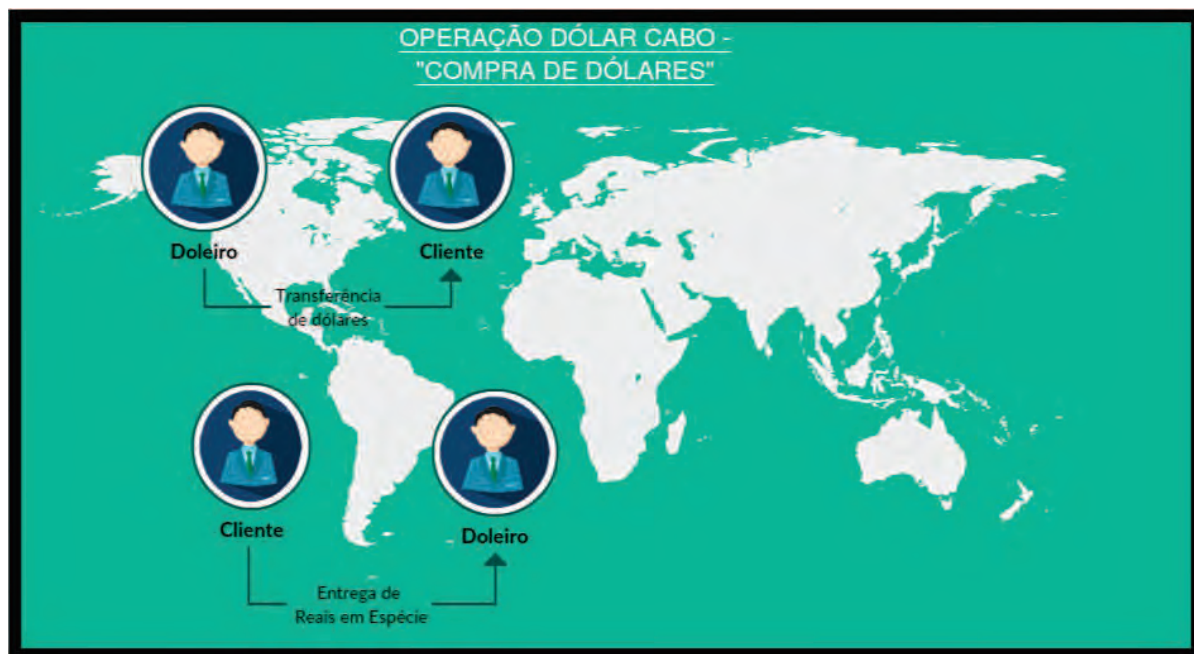 OPERAÇÃO DÓLAR CABO -
"COMPRA DE DÓLARES"
Doleiro
Cliente
Transferência
de dólares
Cliente
Doleiro
Entrega de
Reais em Espécie